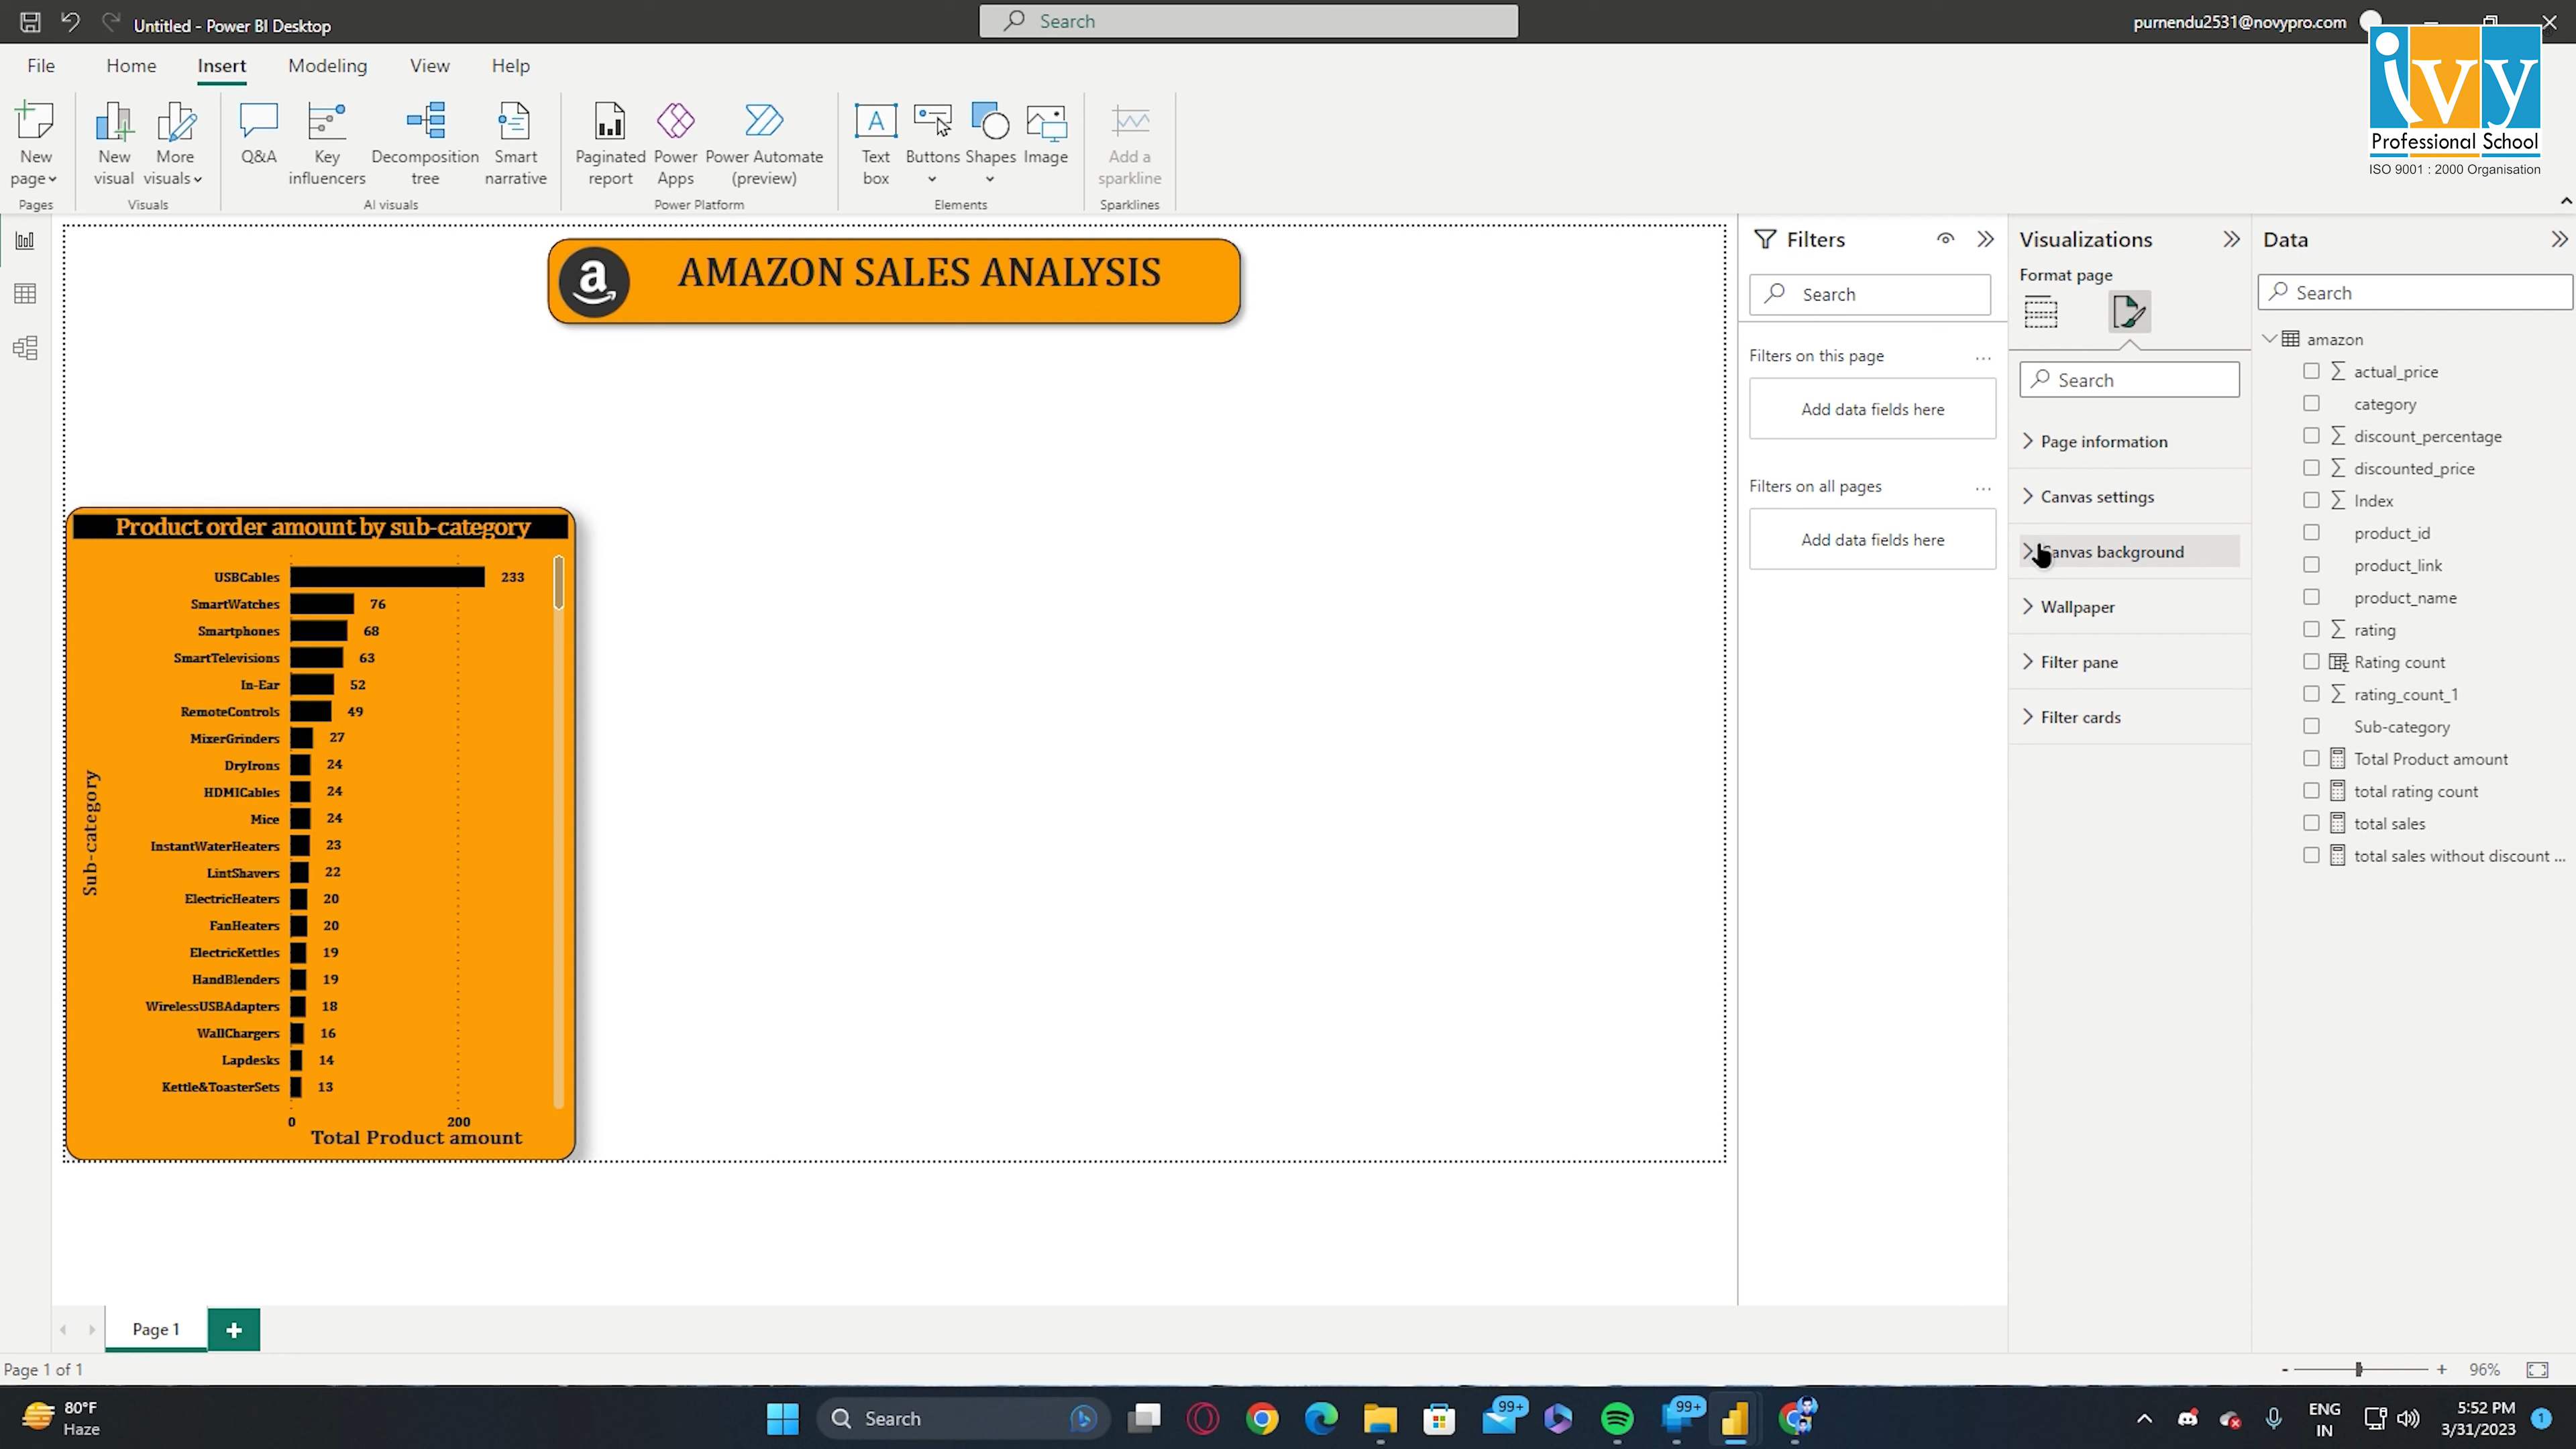 Untitled - Power BI Desktop
Search
purnendu2531@novypro.com
File
Home
Insert
Modeling
View
Help
ivy
Professional School
ISO 9001 : 2000 Organisation
New page
New visual
More visuals
Q&A
Key influencers
Decomposition tree
Smart narrative
Paginated report
Power Apps
Power Automate (preview)
Text box
Buttons
Shapes
Image
Add a sparkline
Pages
Visuals
AI visuals
Power Platform
Elements
Sparklines
a
AMAZON SALES ANALYSIS
Product order amount by sub-category
Sub-category
USBCables 233
SmartWatches 76
Smartphones 68
SmartTelevisions 63
In-Ear 52
RemoteControls 49
MixerGrinders 27
DryIrons 24
HDMICables 24
Mice 24
InstantWaterHeaters 23
LintShavers 22
ElectricHeaters 20
FanHeaters 20
ElectricKettles 19
HandBlenders 19
WirelessUSBAdapters 18
WallChargers 16
Lapdesks 14
Kettle&ToasterSets 13
0 200
Total Product amount
Filters
Search
Filters on this page ...
Add data fields here
Filters on all pages ...
Add data fields here
Visualizations
Format page
Search
Page information
Canvas settings
Canvas background
Wallpaper
Filter pane
Filter cards
Data
Search
amazon
actual_price
category
discount_percentage
discounted_price
Index
product_id
product_link
product_name
rating
Rating count
rating_count_1
Sub-category
Total Product amount
total rating count
total sales
total sales without discount ...
Page 1
+
Page 1 of 1
- + 96%
80°F
Haze
Search
99+
99+
ENG
IN
5:52 PM
3/31/2023
1